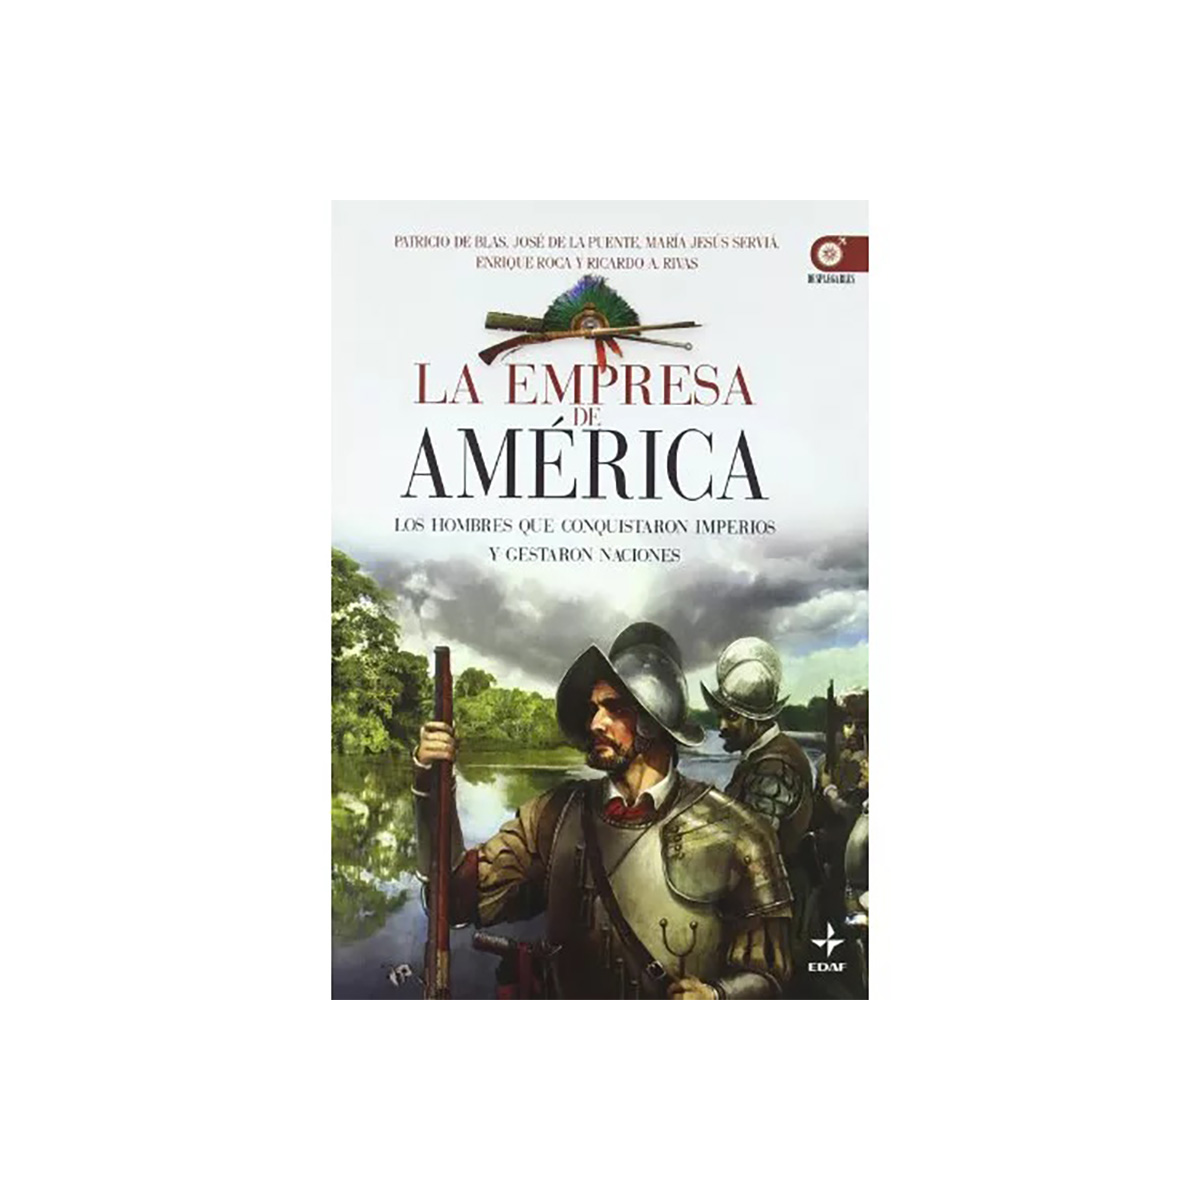 PATRICIO DE BLAS, JOSÉ DE LA PUENTE, MARÍA JESÚS SERVIÁ,
ENRIQUE ROCA Y RICARDO A. RIVAS
DESPLEGABLES
LA EMPRESA
DE
AMÉRICA
LOS HOMBRES QUE CONQUISTARON IMPERIOS
Y GESTARON NACIONES
EDAF